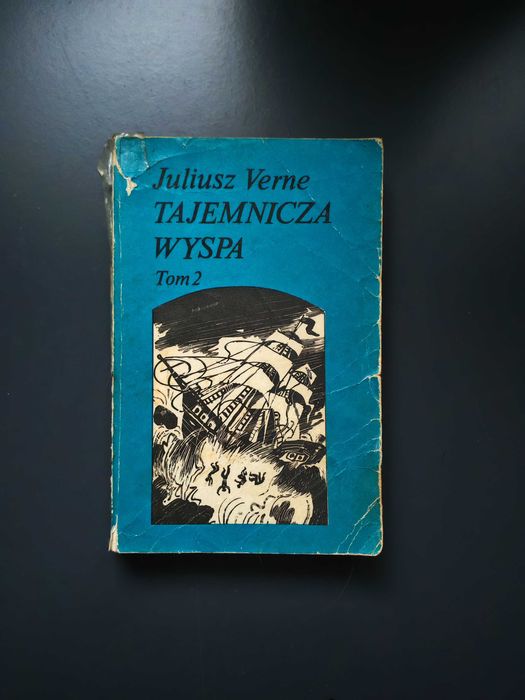 Juliusz Verne
TAJEMNICZA
WYSPA
Tom 2